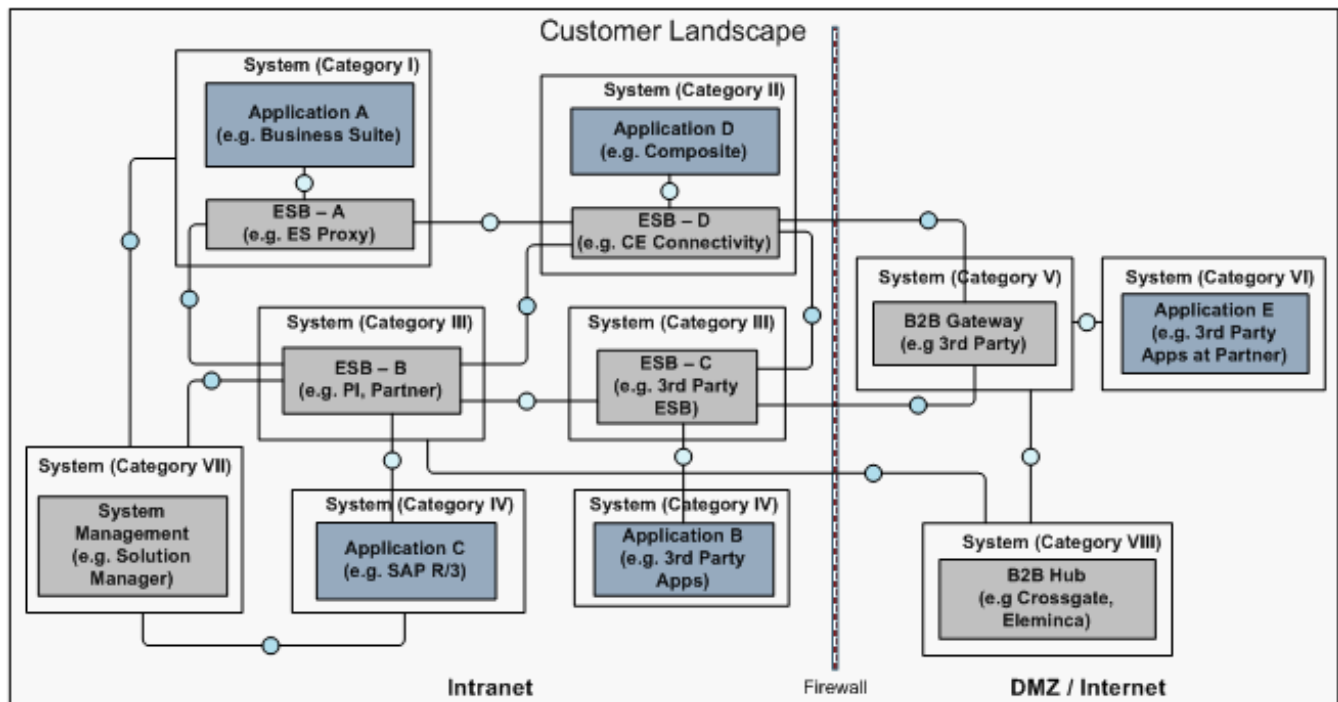 Customer Landscape
System (Category I)
Application A
(e.g. Business Suite)
ESB – A
(e.g. ES Proxy)
System (Category II)
Application D
(e.g. Composite)
ESB – D
(e.g. CE Connectivity)
System (Category III)
ESB – B
(e.g. PI, Partner)
System (Category III)
ESB – C
(e.g. 3rd Party
ESB)
System (Category V)
B2B Gateway
(e.g 3rd Party)
System (Category VI)
Application E
(e.g. 3rd Party
Apps at Partner)
System (Category VII)
System
Management
(e.g. Solution
Manager)
System (Category IV)
Application C
(e.g. SAP R/3)
System (Category IV)
Application B
(e.g. 3rd Party
Apps)
System (Category VIII)
B2B Hub
(e.g Crossgate,
Eleminca)
Intranet
Firewall
DMZ / Internet